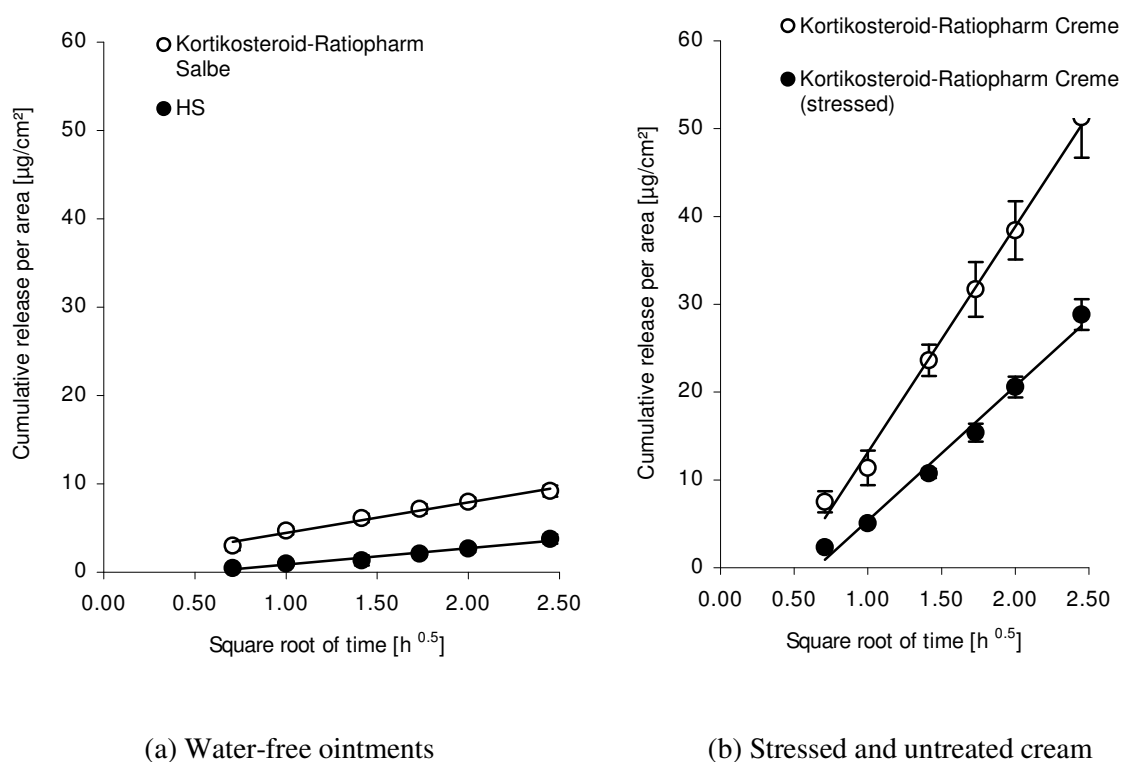 60
50
40
30
20
10
0
0.00 0.50 1.00 1.50 2.00 2.50
Cumulative release per area [µg/cm²]
Square root of time [h 0.5]
Kortikosteroid-Ratiopharm
Salbe
HS
(a) Water-free ointments
60
50
40
30
20
10
0
0.00 0.50 1.00 1.50 2.00 2.50
Cumulative release per area [µg/cm²]
Square root of time [h 0.5]
Kortikosteroid-Ratiopharm Creme
Kortikosteroid-Ratiopharm Creme
(stressed)
(b) Stressed and untreated cream